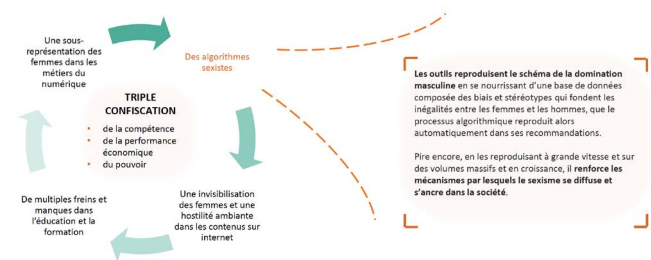 Une sous-
représentation des
femmes dans les
métiers du
numérique
Des algorithmes
sexistes
TRIPLE
CONFISCATION
• de la compétence
• de la performance
économique
• du pouvoir
Une invisibilisation
des femmes et une
hostilité ambiante
dans les contenus sur
internet
De multiples freins et
manques dans
l'éducation et la
formation
Les outils reproduisent le schéma de la domination
masculine en se nourrissant d'une base de données
composée des biais et stéréotypes qui fondent les
inégalités entre les femmes et les hommes, que le
processus algorithmique reproduit alors
automatiquement dans ses recommandations.
Pire encore, en les reproduisant à grande vitesse et sur
des volumes massifs et en croissance, il renforce les
mécanismes par lesquels le sexisme se diffuse et
s'ancre dans la société.